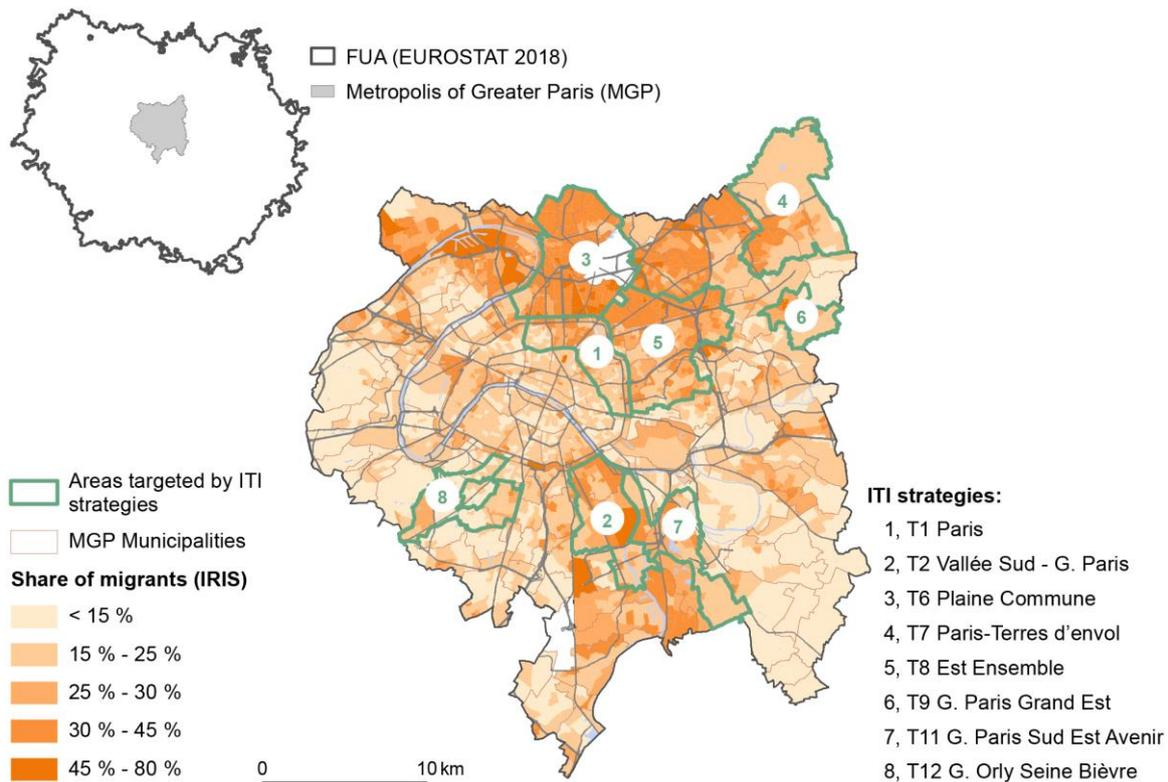 FUA (EUROSTAT 2018)
Metropolis of Greater Paris (MGP)
4
3
6
1
5
8
2
7
Areas targeted by ITI
strategies
MGP Municipalities
Share of migrants (IRIS)
< 15 %
15 % - 25 %
25 % - 30 %
30 % - 45 %
45 % - 80 %
0 10 km
ITI strategies:
1, T1 Paris
2, T2 Vallée Sud - G. Paris
3, T6 Plaine Commune
4, T7 Paris-Terres d’envol
5, T8 Est Ensemble
6, T9 G. Paris Grand Est
7, T11 G. Paris Sud Est Avenir
8, T12 G. Orly Seine Bièvre